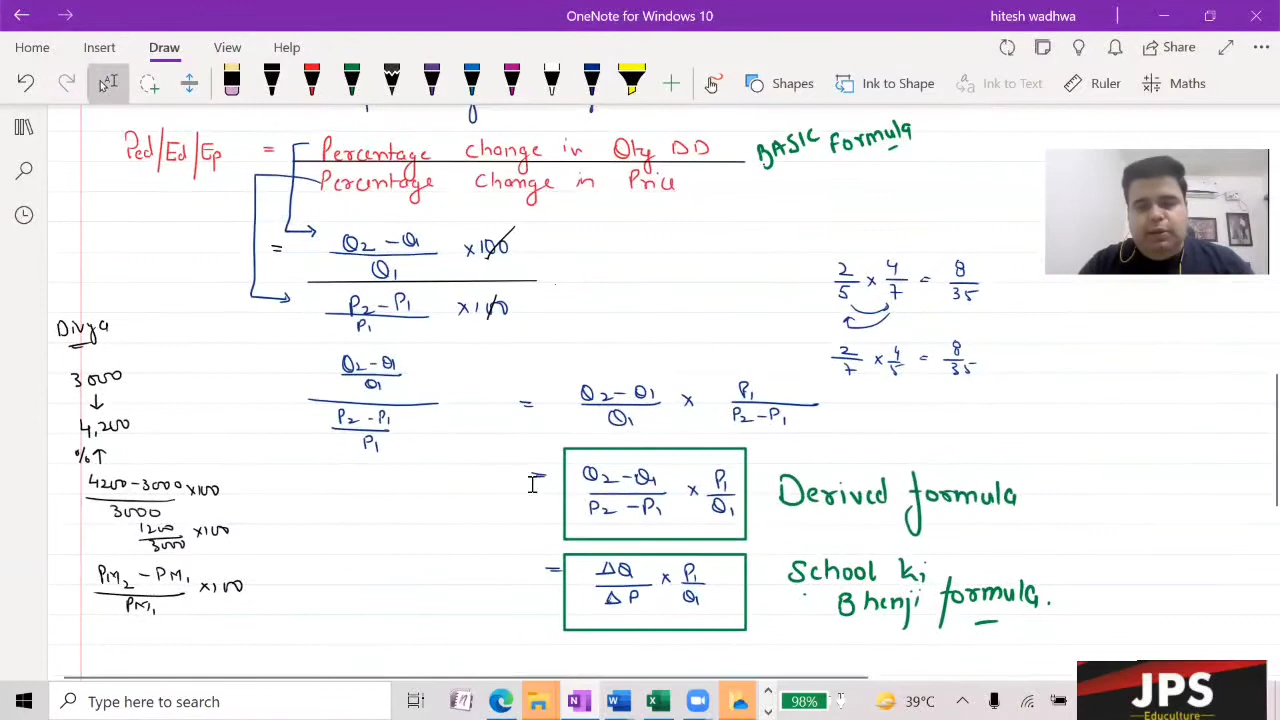 OneNote for Windows 10
hitesh wadhwa
Home Insert Draw View Help
Share
Shapes Ink to Shape Ink to Text Ruler Maths
Ped/Ed/Ep = Percentage change in Qty DD
Percentage change in Price
BASIC formula
= Q2 - Q1 / Q1 × 100
P2 - P1 / P1 × 100
Q2 - Q1 / Q1
P2 - P1 / P1
= Q2 - Q1 / Q1 × P1 / P2 - P1
= Q2 - Q1 / P2 - P1 × P1 / Q1
Derived formula
= ΔQ / ΔP × P1 / Q1
School ki
Bhenji formula.
2/5 × 4/7 = 8/35
2/7 × 4/5 = 8/35
Divya
3000
↓
4,200
% ↑
4200 - 3000 / 3000 × 100
1200 / 3000 × 100
PM2 - PM1 / PM1 × 100
Type here to search
98%
39°C
JPS
Educulture